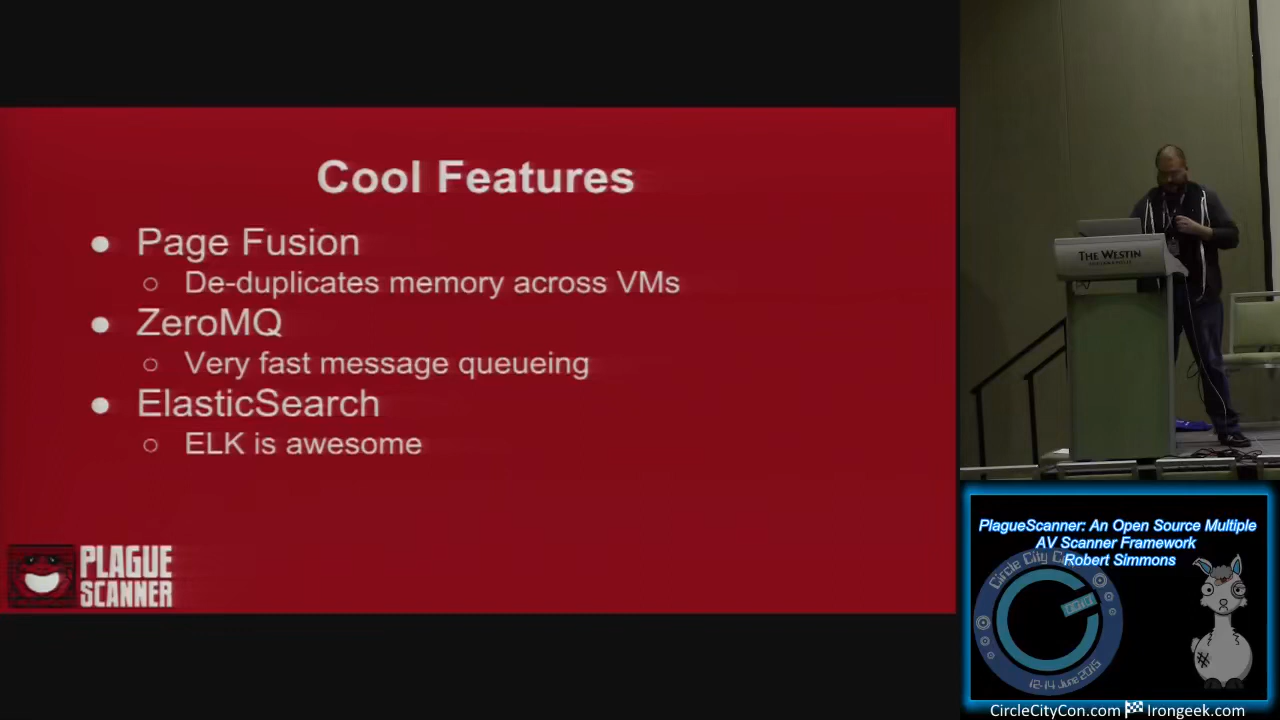 Cool Features
● Page Fusion
○ De-duplicates memory across VMs
● ZeroMQ
○ Very fast message queueing
● ElasticSearch
○ ELK is awesome
PLAGUE
SCANNER
THE WESTIN
PlagueScanner: An Open Source Multiple
AV Scanner Framework
Robert Simmons
Circle City C
12-14 June 2015
CircleCityCon.com Irongeek.com